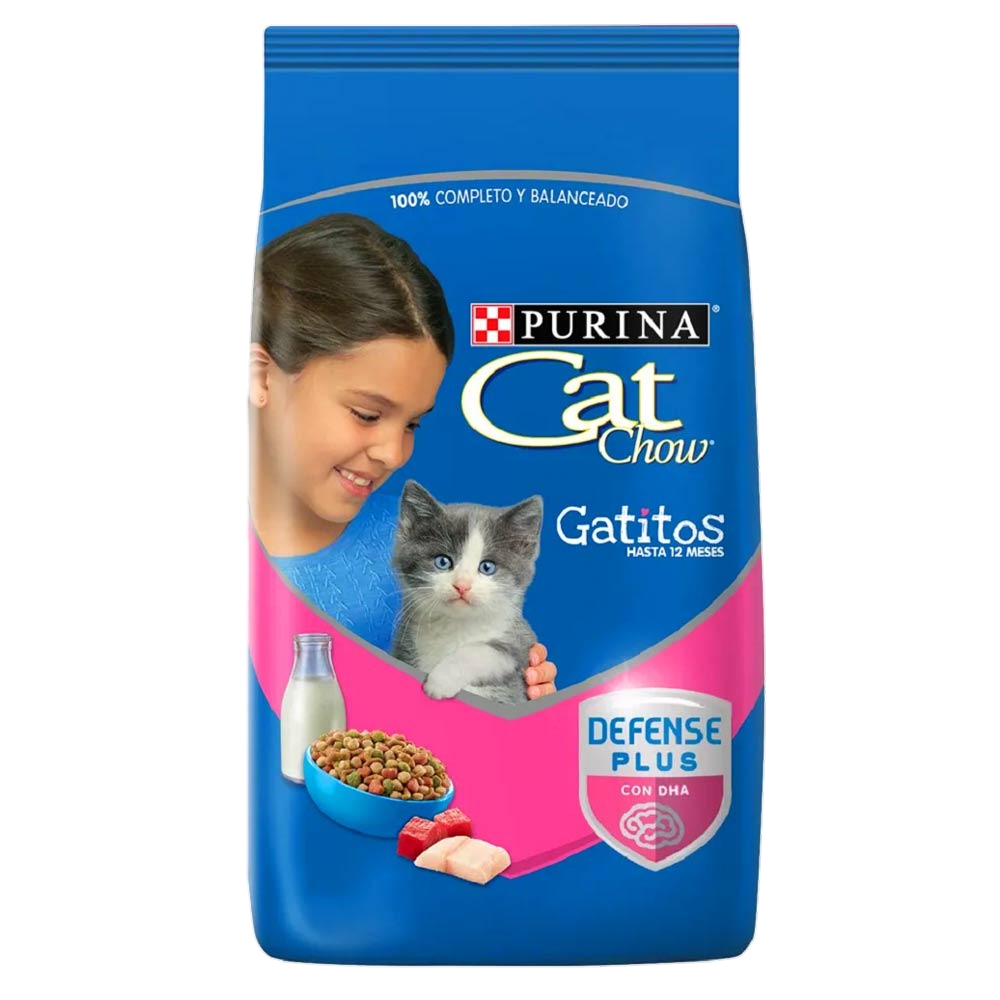 100% COMPLETO Y BALANCEADO
PURINA®
Cat
Chow®
Gatitos
HASTA 12 MESES
DEFENSE
PLUS
CON DHA